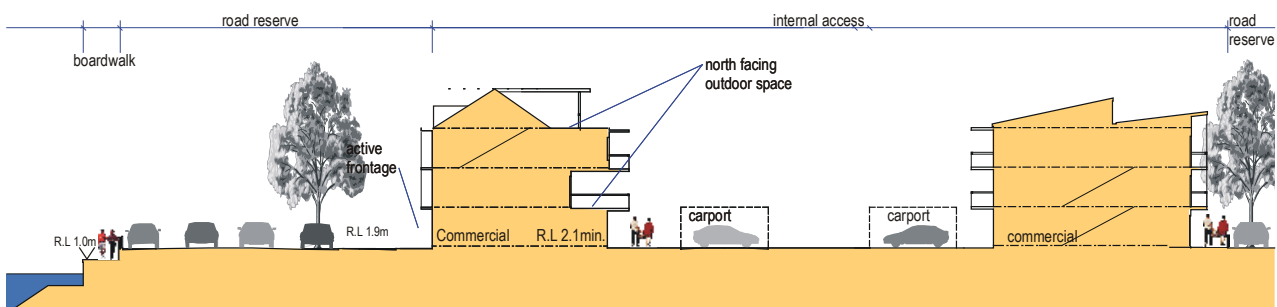 road reserve
internal access
road
reserve
boardwalk
north facing
outdoor space
active
frontage
carport
carport
R.L 1.0m
R.L 1.9m
Commercial
R.L 2.1min.
commercial